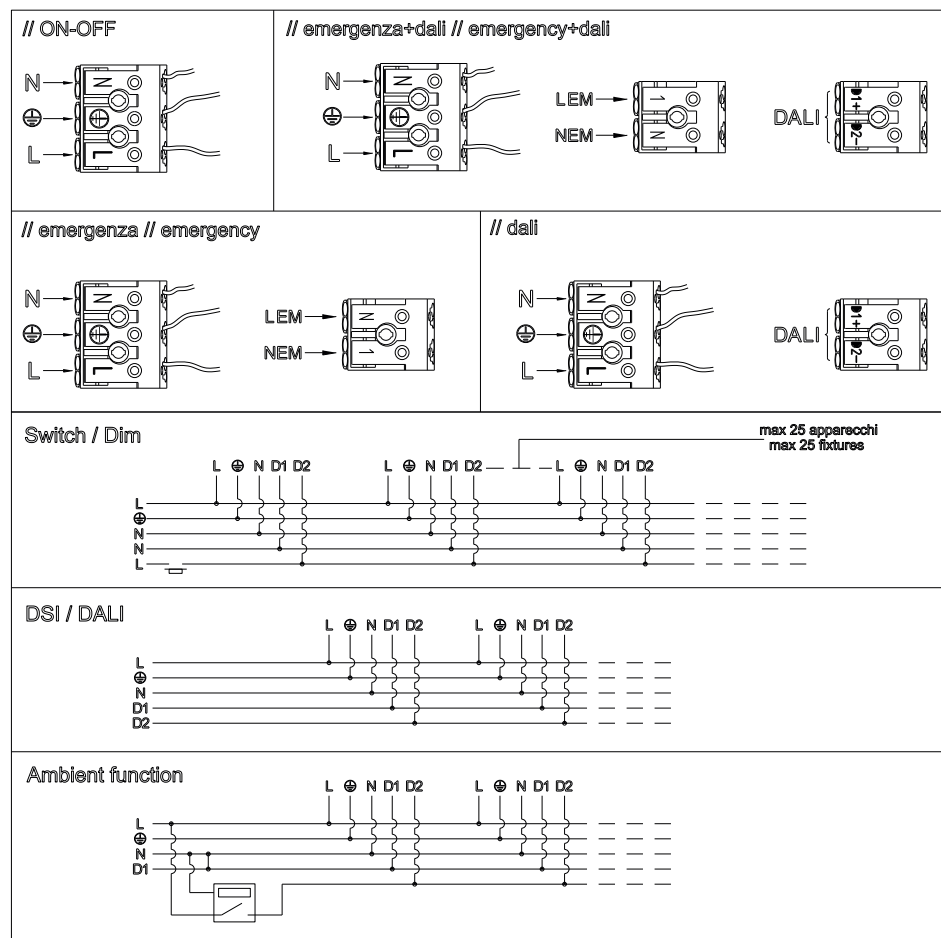 // ON-OFF
N
⏚
L
N
⏚
L
// emergenza+dali // emergency+dali
N
⏚
L
N
⏚
L
LEM
NEM
1
N
DALI
D1+
D2-
// emergenza // emergency
N
⏚
L
N
⏚
L
LEM
NEM
N
1
// dali
N
⏚
L
N
⏚
L
DALI
D1+
D2-
Switch / Dim
max 25 apparecchi
max 25 fixtures
L ⏚ N D1 D2 L ⏚ N D1 D2 L ⏚ N D1 D2
L
⏚
N
N
L
DSI / DALI
L ⏚ N D1 D2 L ⏚ N D1 D2
L
⏚
N
D1
D2
Ambient function
L ⏚ N D1 D2 L ⏚ N D1 D2
L
⏚
N
D1